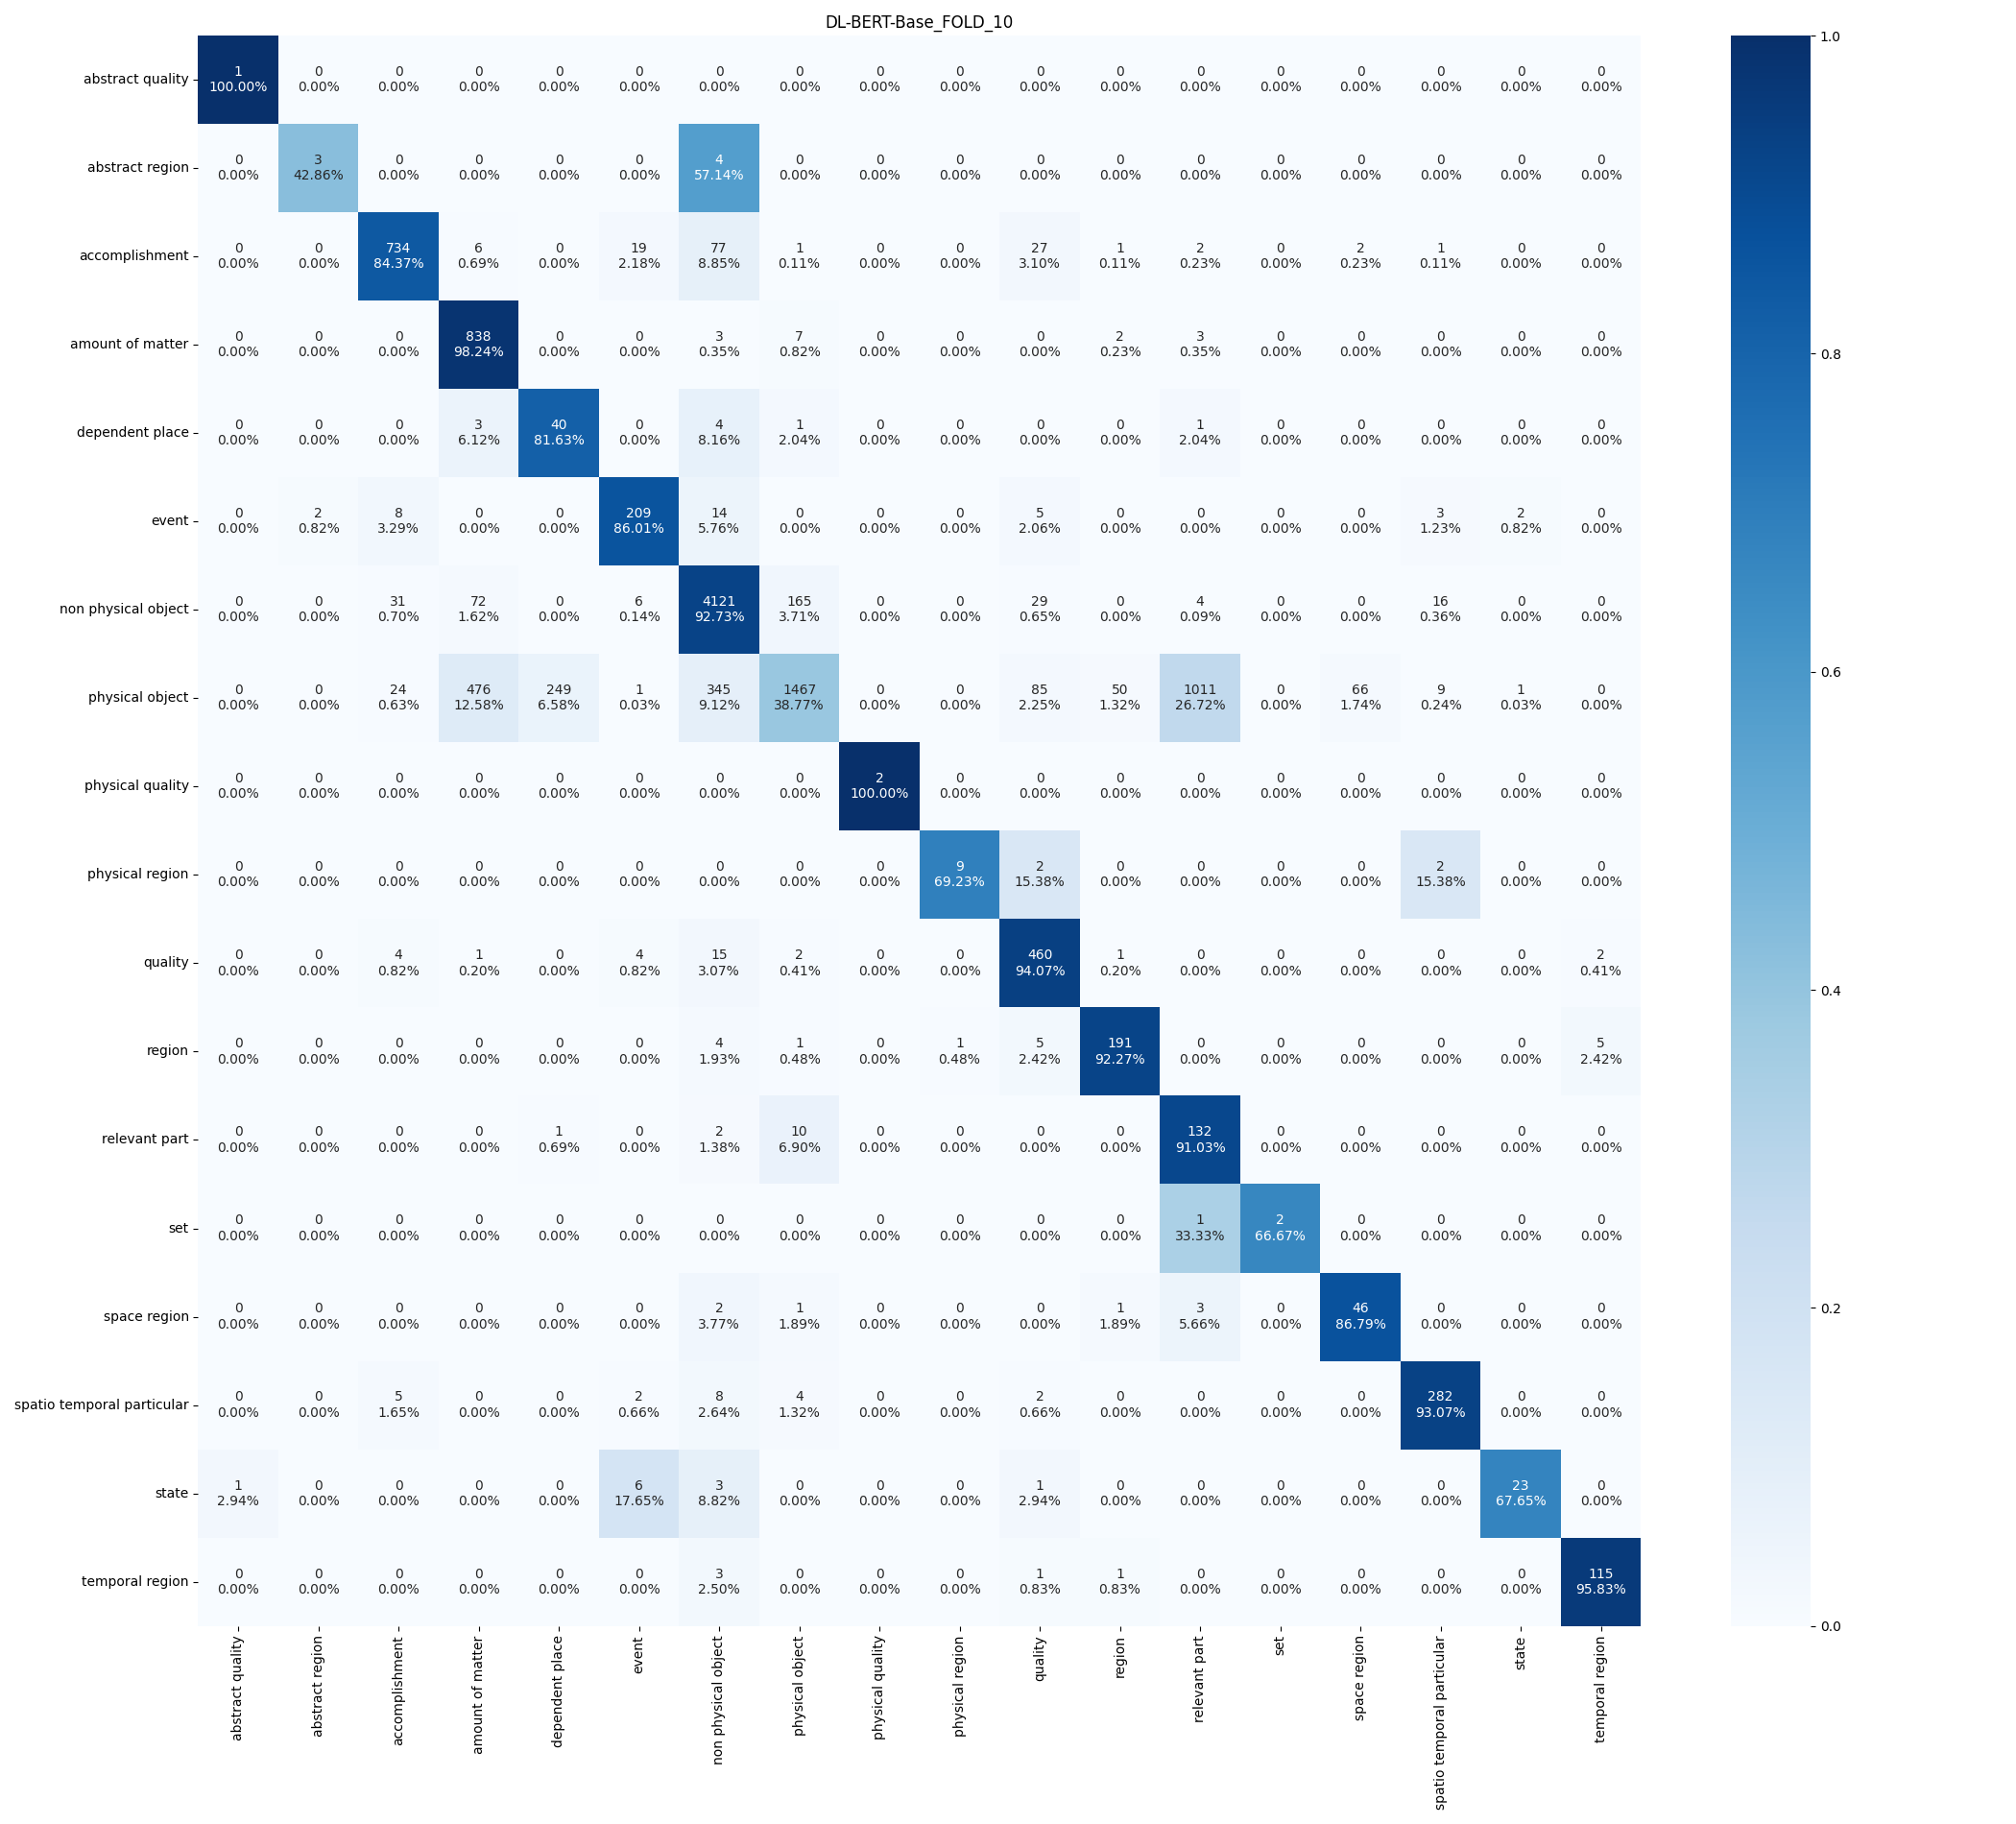 DL-BERT-Base_FOLD_10
abstract quality
1 0 0 0 0 0 0 0 0 0 0 0 0 0 0 0 0 0
100.00% 0.00% 0.00% 0.00% 0.00% 0.00% 0.00% 0.00% 0.00% 0.00% 0.00% 0.00% 0.00% 0.00% 0.00% 0.00% 0.00% 0.00%
abstract region
0 3 0 0 0 0 4 0 0 0 0 0 0 0 0 0 0 0
0.00% 42.86% 0.00% 0.00% 0.00% 0.00% 57.14% 0.00% 0.00% 0.00% 0.00% 0.00% 0.00% 0.00% 0.00% 0.00% 0.00% 0.00%
accomplishment
0 0 734 6 0 19 77 1 0 0 27 1 2 0 2 1 0 0
0.00% 0.00% 84.37% 0.69% 0.00% 2.18% 8.85% 0.11% 0.00% 0.00% 3.10% 0.11% 0.23% 0.00% 0.23% 0.11% 0.00% 0.00%
amount of matter
0 0 0 838 0 0 3 7 0 0 0 2 3 0 0 0 0 0
0.00% 0.00% 0.00% 98.24% 0.00% 0.00% 0.35% 0.82% 0.00% 0.00% 0.00% 0.23% 0.35% 0.00% 0.00% 0.00% 0.00% 0.00%
dependent place
0 0 0 3 40 0 4 1 0 0 0 0 1 0 0 0 0 0
0.00% 0.00% 0.00% 6.12% 81.63% 0.00% 8.16% 2.04% 0.00% 0.00% 0.00% 0.00% 2.04% 0.00% 0.00% 0.00% 0.00% 0.00%
event
0 2 8 0 0 209 14 0 0 0 5 0 0 0 0 3 2 0
0.00% 0.82% 3.29% 0.00% 0.00% 86.01% 5.76% 0.00% 0.00% 0.00% 2.06% 0.00% 0.00% 0.00% 0.00% 1.23% 0.82% 0.00%
non physical object
0 0 31 72 0 6 4121 165 0 0 29 0 4 0 0 16 0 0
0.00% 0.00% 0.70% 1.62% 0.00% 0.14% 92.73% 3.71% 0.00% 0.00% 0.65% 0.00% 0.09% 0.00% 0.00% 0.36% 0.00% 0.00%
physical object
0 0 24 476 249 1 345 1467 0 0 85 50 1011 0 66 9 1 0
0.00% 0.00% 0.63% 12.58% 6.58% 0.03% 9.12% 38.77% 0.00% 0.00% 2.25% 1.32% 26.72% 0.00% 1.74% 0.24% 0.03% 0.00%
physical quality
0 0 0 0 0 0 0 0 2 0 0 0 0 0 0 0 0 0
0.00% 0.00% 0.00% 0.00% 0.00% 0.00% 0.00% 0.00% 100.00% 0.00% 0.00% 0.00% 0.00% 0.00% 0.00% 0.00% 0.00% 0.00%
physical region
0 0 0 0 0 0 0 0 0 9 2 0 0 0 0 2 0 0
0.00% 0.00% 0.00% 0.00% 0.00% 0.00% 0.00% 0.00% 0.00% 69.23% 15.38% 0.00% 0.00% 0.00% 0.00% 15.38% 0.00% 0.00%
quality
0 0 4 1 0 4 15 2 0 0 460 1 0 0 0 0 0 2
0.00% 0.00% 0.82% 0.20% 0.00% 0.82% 3.07% 0.41% 0.00% 0.00% 94.07% 0.20% 0.00% 0.00% 0.00% 0.00% 0.00% 0.41%
region
0 0 0 0 0 0 4 1 0 1 5 191 0 0 0 0 0 5
0.00% 0.00% 0.00% 0.00% 0.00% 0.00% 1.93% 0.48% 0.00% 0.48% 2.42% 92.27% 0.00% 0.00% 0.00% 0.00% 0.00% 2.42%
relevant part
0 0 0 0 1 0 2 10 0 0 0 0 132 0 0 0 0 0
0.00% 0.00% 0.00% 0.00% 0.69% 0.00% 1.38% 6.90% 0.00% 0.00% 0.00% 0.00% 91.03% 0.00% 0.00% 0.00% 0.00% 0.00%
set
0 0 0 0 0 0 0 0 0 0 0 0 1 2 0 0 0 0
0.00% 0.00% 0.00% 0.00% 0.00% 0.00% 0.00% 0.00% 0.00% 0.00% 0.00% 0.00% 33.33% 66.67% 0.00% 0.00% 0.00% 0.00%
space region
0 0 0 0 0 0 2 1 0 0 0 1 3 0 46 0 0 0
0.00% 0.00% 0.00% 0.00% 0.00% 0.00% 3.77% 1.89% 0.00% 0.00% 0.00% 1.89% 5.66% 0.00% 86.79% 0.00% 0.00% 0.00%
spatio temporal particular
0 0 5 0 0 2 8 4 0 0 2 0 0 0 0 282 0 0
0.00% 0.00% 1.65% 0.00% 0.00% 0.66% 2.64% 1.32% 0.00% 0.00% 0.66% 0.00% 0.00% 0.00% 0.00% 93.07% 0.00% 0.00%
state
1 0 0 0 0 6 3 0 0 0 1 0 0 0 0 0 23 0
2.94% 0.00% 0.00% 0.00% 0.00% 17.65% 8.82% 0.00% 0.00% 0.00% 2.94% 0.00% 0.00% 0.00% 0.00% 0.00% 67.65% 0.00%
temporal region
0 0 0 0 0 0 3 0 0 0 1 1 0 0 0 0 0 115
0.00% 0.00% 0.00% 0.00% 0.00% 0.00% 2.50% 0.00% 0.00% 0.00% 0.83% 0.83% 0.00% 0.00% 0.00% 0.00% 0.00% 95.83%
abstract quality
abstract region
accomplishment
amount of matter
dependent place
event
non physical object
physical object
physical quality
physical region
quality
region
relevant part
set
space region
spatio temporal particular
state
temporal region
1.0
0.8
0.6
0.4
0.2
0.0